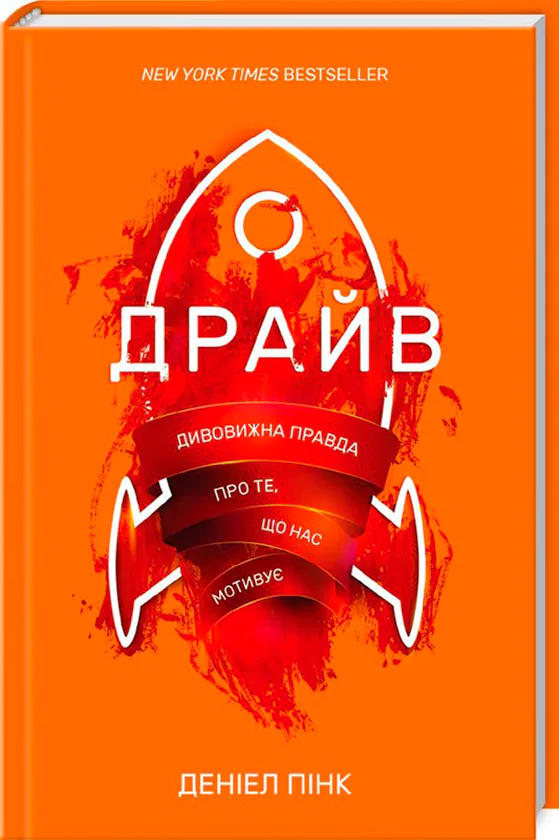 NEW YORK TIMES BESTSELLER
ДРАЙВ
ДИВОВИЖНА ПРАВДА
ПРО ТЕ,
ЩО НАС
МОТИВУЄ
ДЕНІЕЛ ПІНК